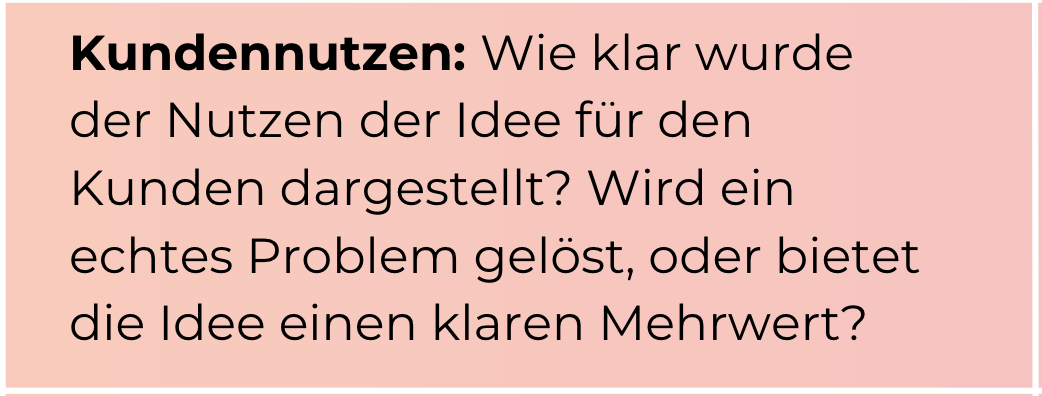 Kundennutzen: Wie klar wurde
der Nutzen der Idee für den
Kunden dargestellt? Wird ein
echtes Problem gelöst, oder bietet
die Idee einen klaren Mehrwert?